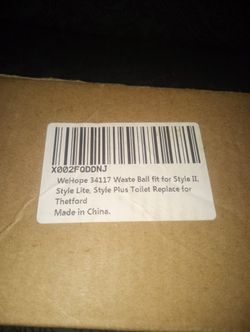 X002FQDDNJ
WeHope 34117 Waste Ball fit for Style II,
Style Lite, Style Plus Toilet Replace for
Thetford
Made in China.